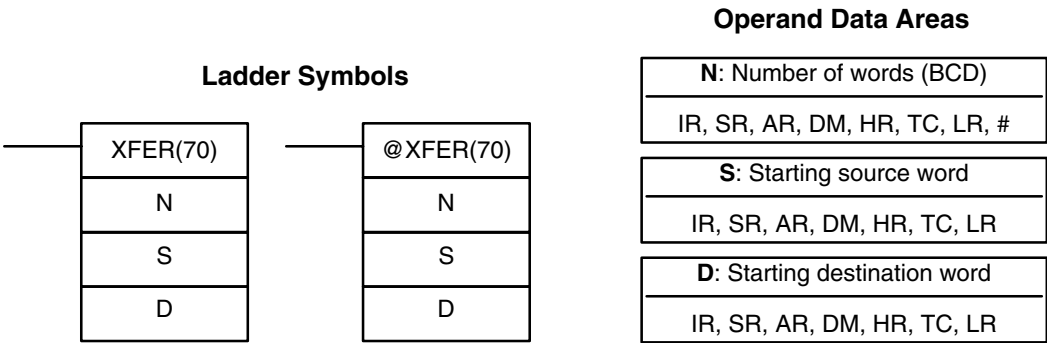 Ladder Symbols
XFER(70)
N
S
D
@XFER(70)
N
S
D
Operand Data Areas
N: Number of words (BCD)
IR, SR, AR, DM, HR, TC, LR, #
S: Starting source word
IR, SR, AR, DM, HR, TC, LR
D: Starting destination word
IR, SR, AR, DM, HR, TC, LR